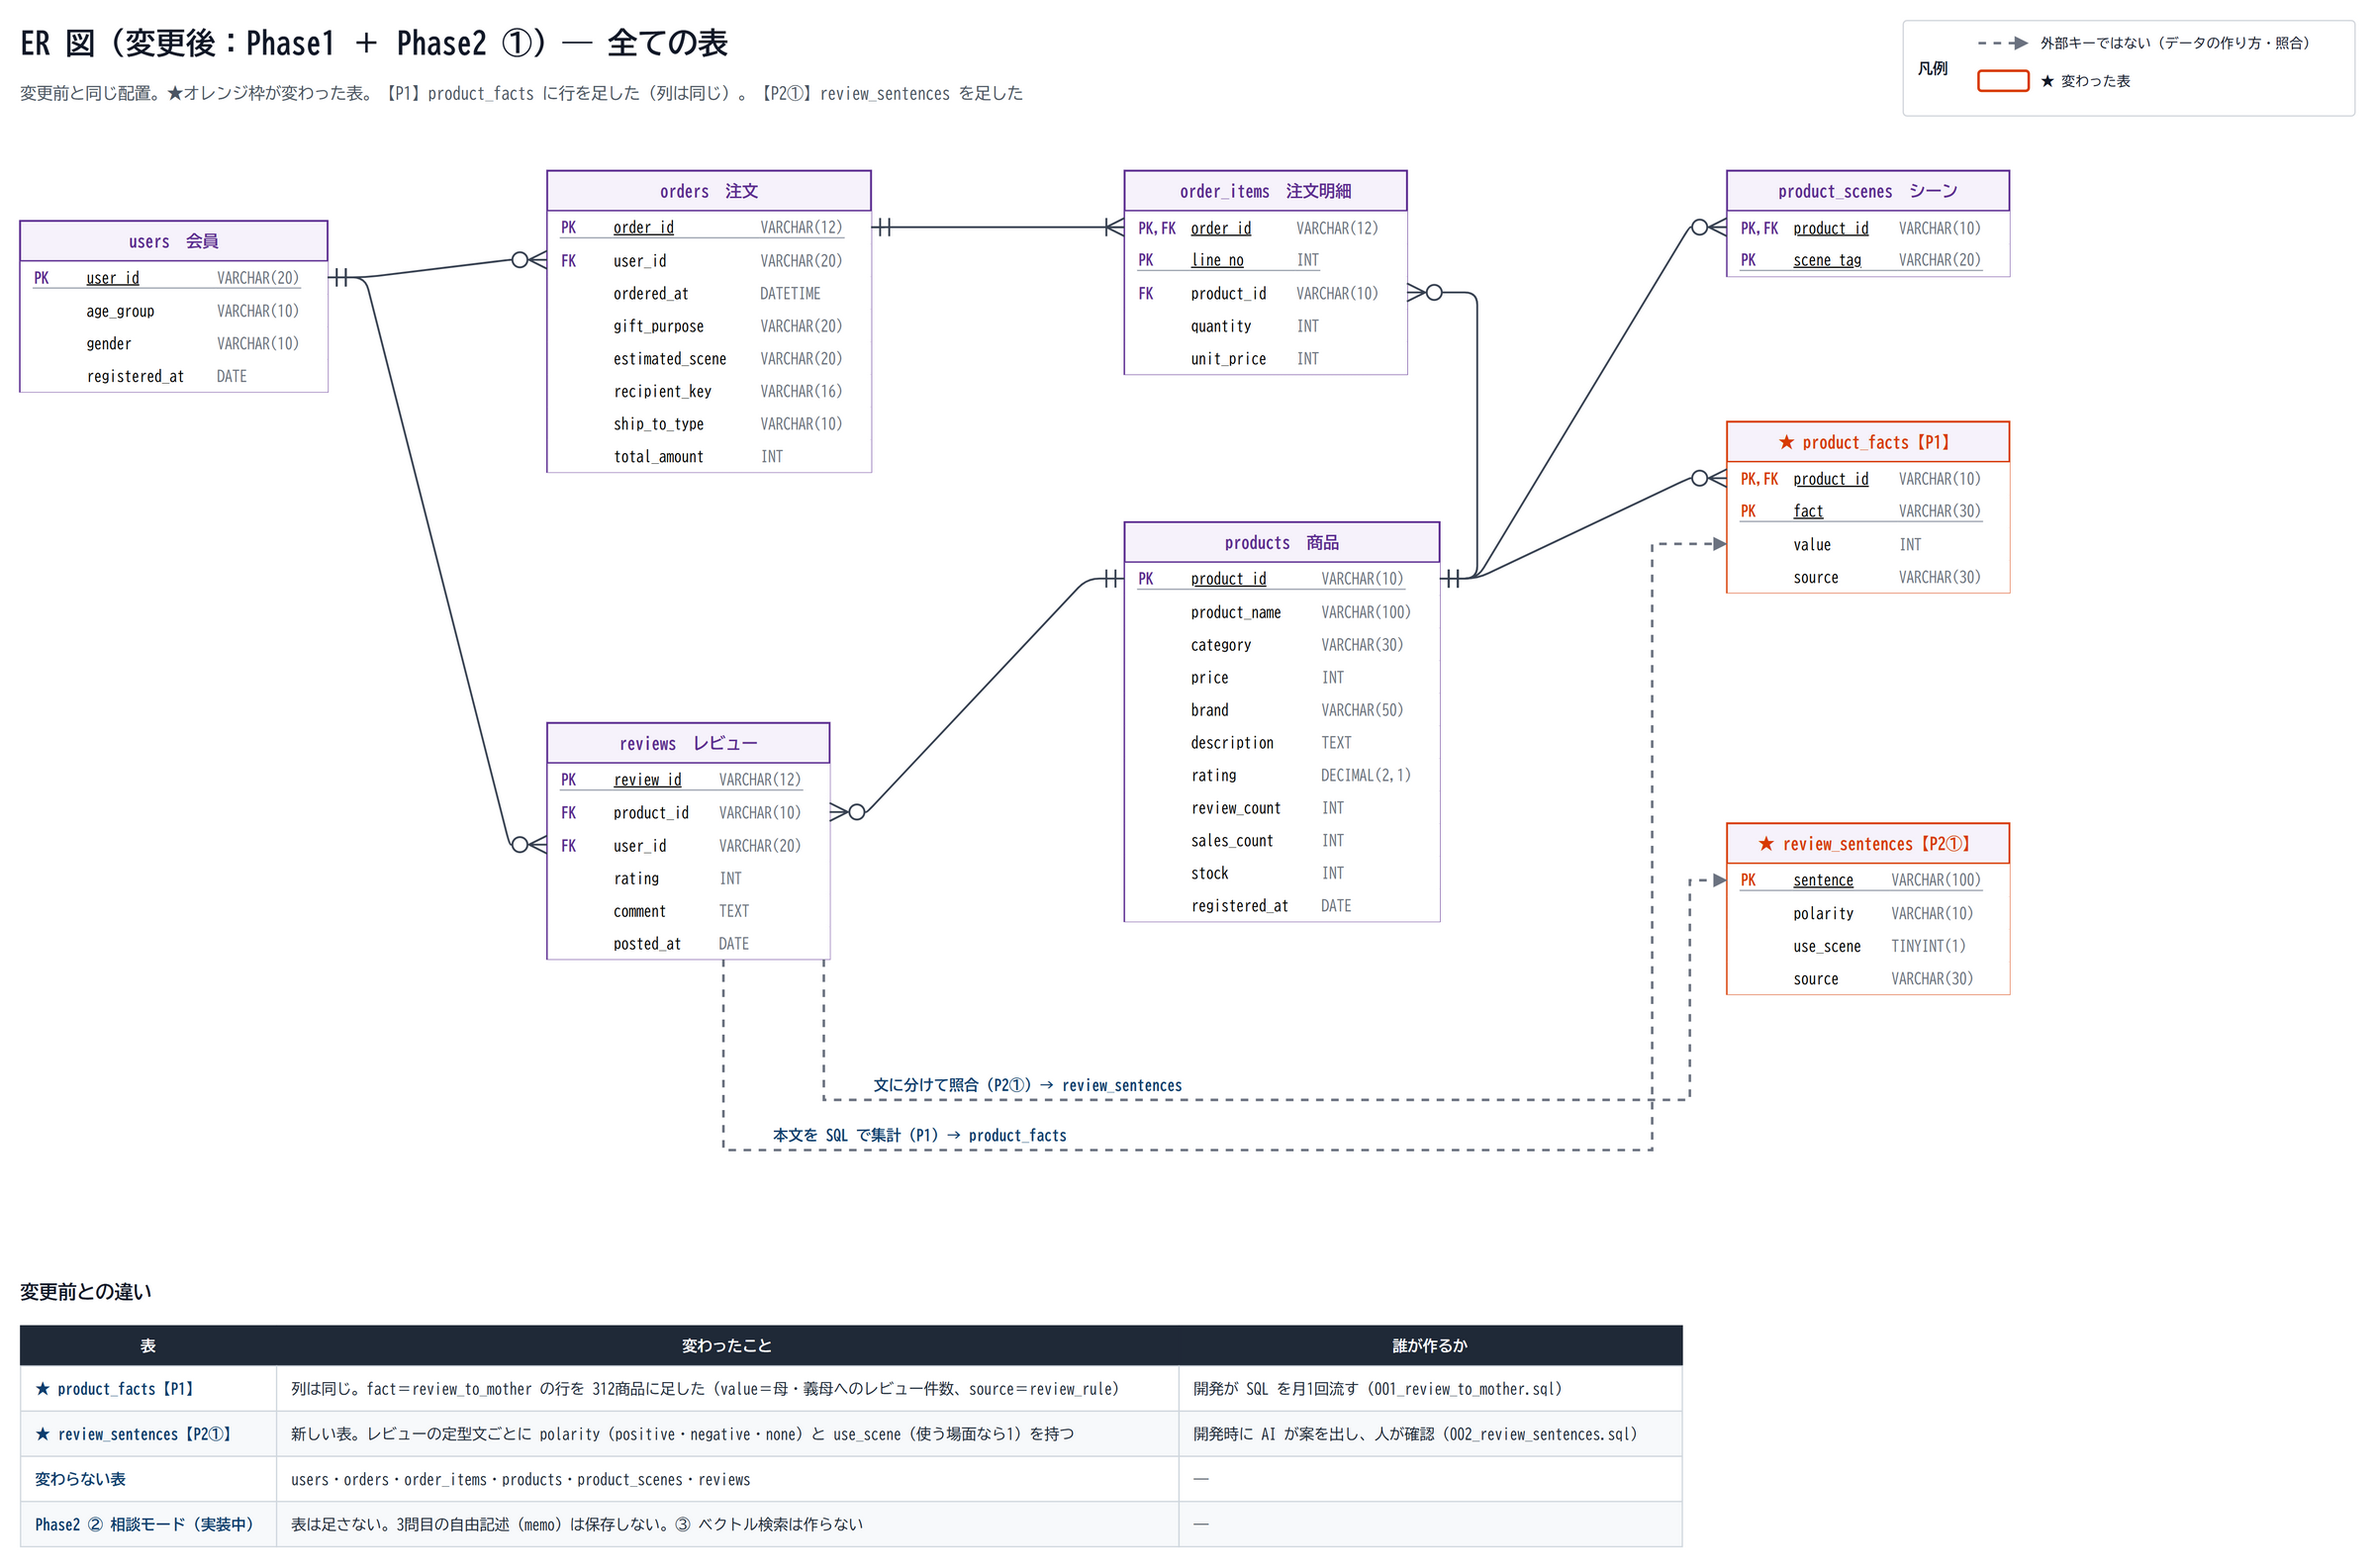 ER 図（変更後：Phase1 ＋ Phase2 ①）— 全ての表
変更前と同じ配置。★オレンジ枠が変わった表。【P1】product_facts に行を足した（列は同じ）。【P2①】review_sentences を足した
凡例
外部キーではない（データの作り方・照合）
★ 変わった表
users 会員
PK user_id VARCHAR(20)
age_group VARCHAR(10)
gender VARCHAR(10)
registered_at DATE
orders 注文
PK order_id VARCHAR(12)
FK user_id VARCHAR(20)
ordered_at DATETIME
gift_purpose VARCHAR(20)
estimated_scene VARCHAR(20)
recipient_key VARCHAR(16)
ship_to_type VARCHAR(10)
total_amount INT
order_items 注文明細
PK,FK order_id VARCHAR(12)
PK line_no INT
FK product_id VARCHAR(10)
quantity INT
unit_price INT
product_scenes シーン
PK,FK product_id VARCHAR(10)
PK scene_tag VARCHAR(20)
★ product_facts【P1】
PK,FK product_id VARCHAR(10)
PK fact VARCHAR(30)
value INT
source VARCHAR(30)
products 商品
PK product_id VARCHAR(10)
product_name VARCHAR(100)
category VARCHAR(30)
price INT
brand VARCHAR(50)
description TEXT
rating DECIMAL(2,1)
review_count INT
sales_count INT
stock INT
registered_at DATE
reviews レビュー
PK review_id VARCHAR(12)
FK product_id VARCHAR(10)
FK user_id VARCHAR(20)
rating INT
comment TEXT
posted_at DATE
★ review_sentences【P2①】
PK sentence VARCHAR(100)
polarity VARCHAR(10)
use_scene TINYINT(1)
source VARCHAR(30)
文に分けて照合（P2①）→ review_sentences
本文を SQL で集計（P1）→ product_facts
変更前との違い
表 変わったこと 誰が作るか
★ product_facts【P1】 列は同じ。fact＝review_to_mother の行を 312商品に足した（value＝母・義母へのレビュー件数、source＝review_rule） 開発が SQL を月1回流す（001_review_to_mother.sql）
★ review_sentences【P2①】 新しい表。レビューの定型文ごとに polarity（positive・negative・none）と use_scene（使う場面なら1）を持つ 開発時に AI が案を出し、人が確認（002_review_sentences.sql）
変わらない表 users・orders・order_items・products・product_scenes・reviews —
Phase2 ② 相談モード（実装中） 表は足さない。3問目の自由記述（memo）は保存しない。③ ベクトル検索は作らない —